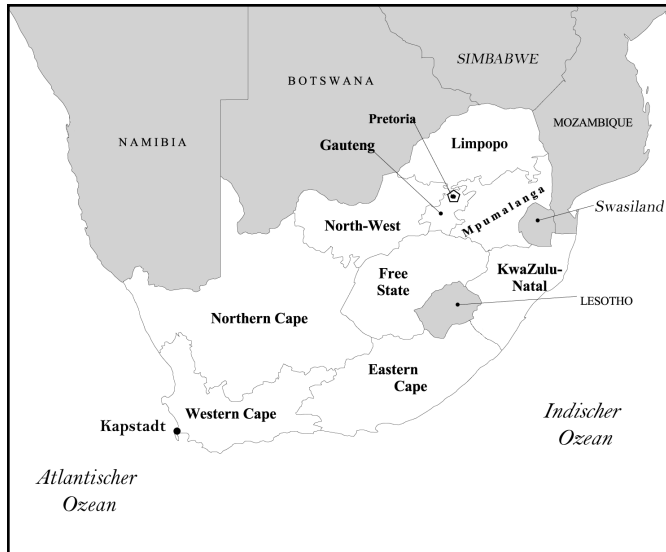 SIMBABWE
BOTSWANA
Pretoria
MOZAMBIQUE
NAMIBIA
Gauteng
Limpopo
Mpumalanga
Swasiland
North-West
Free
State
KwaZulu-
Natal
LESOTHO
Northern Cape
Eastern
Cape
Western Cape
Kapstadt
Indischer
Ozean
Atlantischer
Ozean